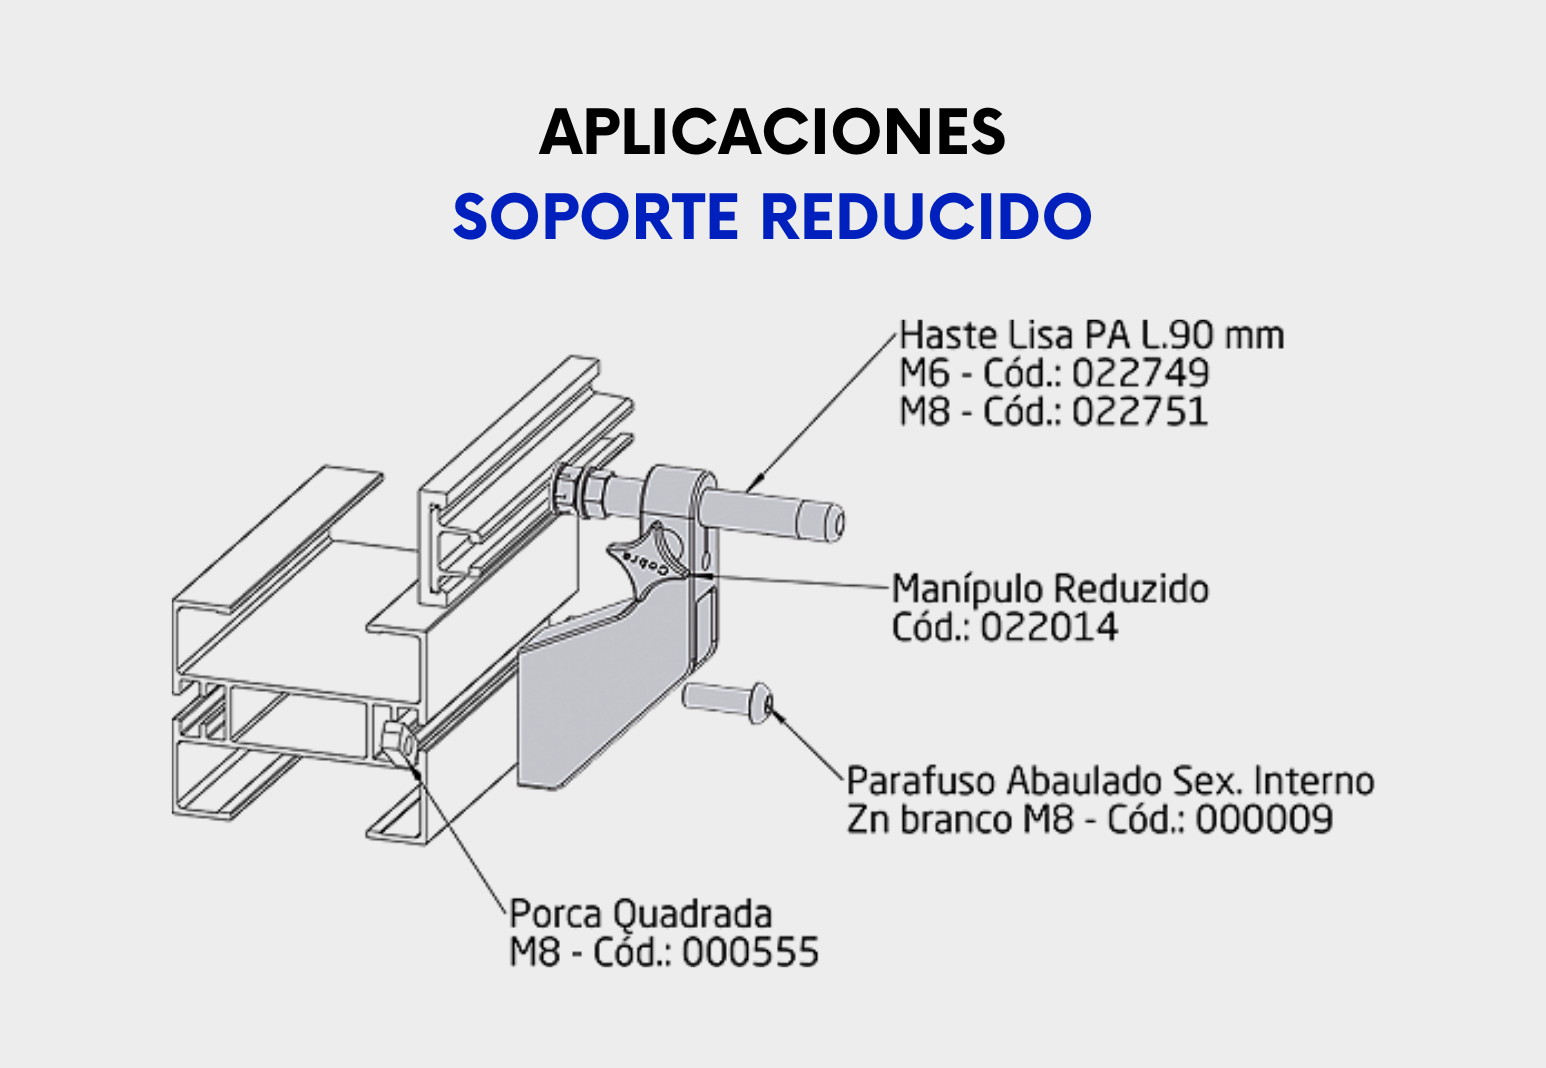 APLICACIONES
SOPORTE REDUCIDO
Haste Lisa PA L.90 mm
M6 - Cód.: 022749
M8 - Cód.: 022751
Cobra
Manípulo Reduzido
Cód.: 022014
Parafuso Abaulado Sex. Interno
Zn branco M8 - Cód.: 000009
Porca Quadrada
M8 - Cód.: 000555